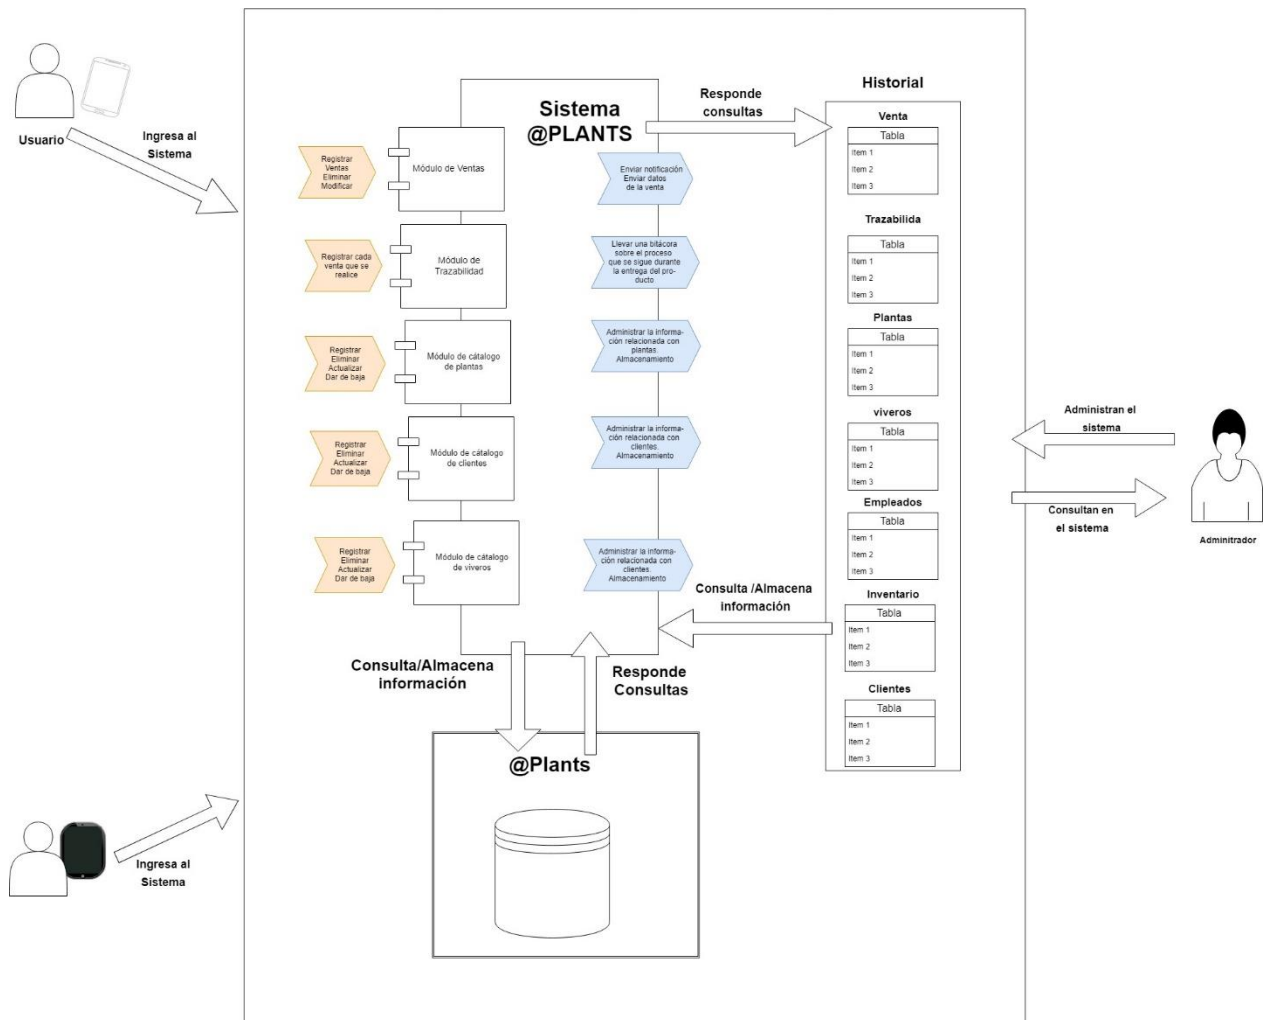 Usuario
Ingresa al
Sistema
Sistema
@PLANTS
Módulo de Ventas
Registrar
Ventas
Eliminar
Modificar
Enviar notificación
Enviar datos
de la venta
Módulo de
Trazabilidad
Registrar cada
venta que se
realice
Llevar una bitácora
sobre el proceso
que se sigue durante
la entrega del pro-
ducto
Módulo de cátalogo
de plantas
Registrar
Eliminar
Actualizar
Dar de baja
Administrar la informa-
ción relacionada con
plantas.
Almacenamiento
Módulo de cátalogo
de clientes
Registrar
Eliminar
Actualizar
Dar de baja
Administrar la informa-
ción relacionada con
clientes.
Almacenamiento
Módulo de cátalogo
de viveros
Registrar
Eliminar
Actualizar
Dar de baja
Administrar la informa-
ción relacionada con
clientes.
Almacenamiento
Responde
consultas
Historial
Venta
Tabla
Item 1
Item 2
Item 3
Trazabilida
Tabla
Item 1
Item 2
Item 3
Plantas
Tabla
Item 1
Item 2
Item 3
viveros
Tabla
Item 1
Item 2
Item 3
Empleados
Tabla
Item 1
Item 2
Item 3
Inventario
Tabla
Item 1
Item 2
Item 3
Clientes
Tabla
Item 1
Item 2
Item 3
Consulta /Almacena
información
Administran el
sistema
Consultan en
el sistema
Adminitrador
Consulta/Almacena
información
Responde
Consultas
@Plants
Ingresa al
Sistema